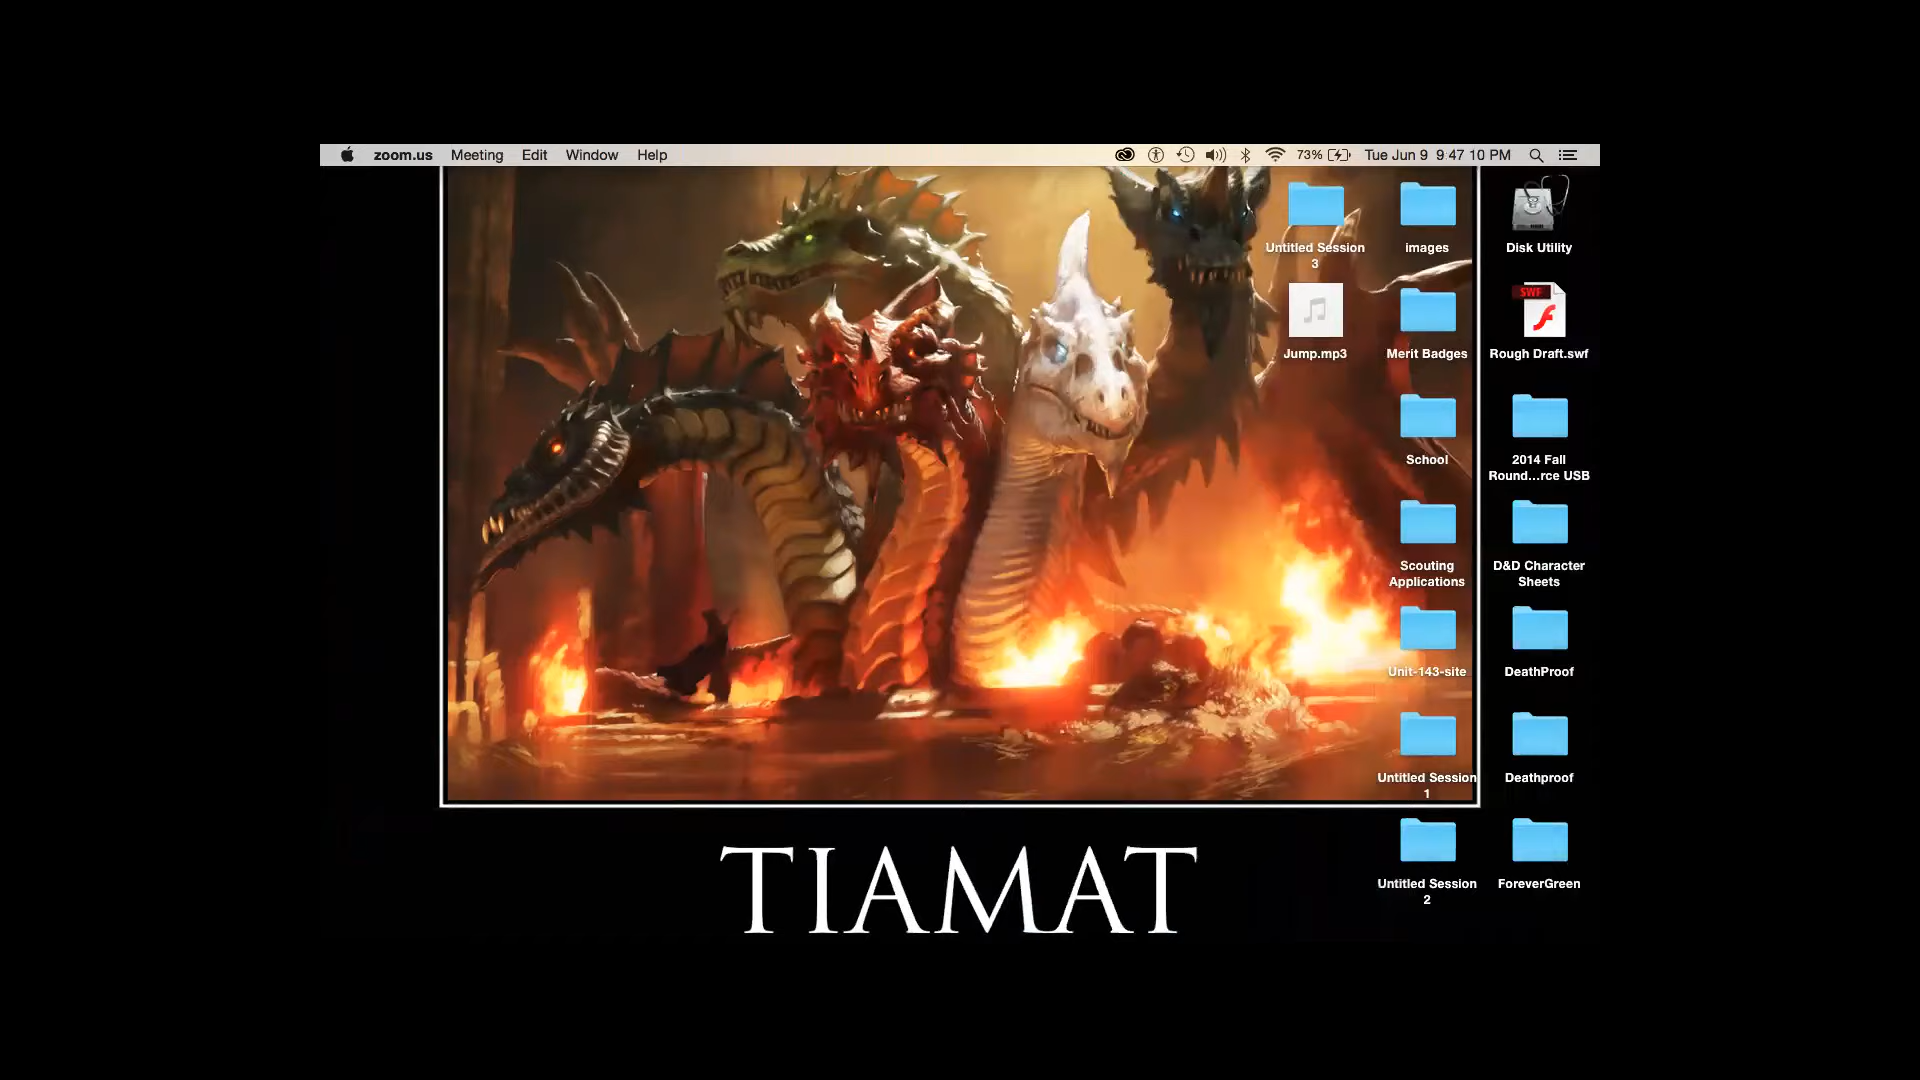 zoom.us Meeting Edit Window Help 73% Tue Jun 9 9:47 10 PM
Untitled Session
3
images
Disk Utility
SWF
Jump.mp3
Merit Badges
Rough Draft.swf
School
2014 Fall
Round...rce USB
Scouting
Applications
D&D Character
Sheets
Unit-143-site
DeathProof
Untitled Session
1
Deathproof
Untitled Session
2
ForeverGreen
TIAMAT